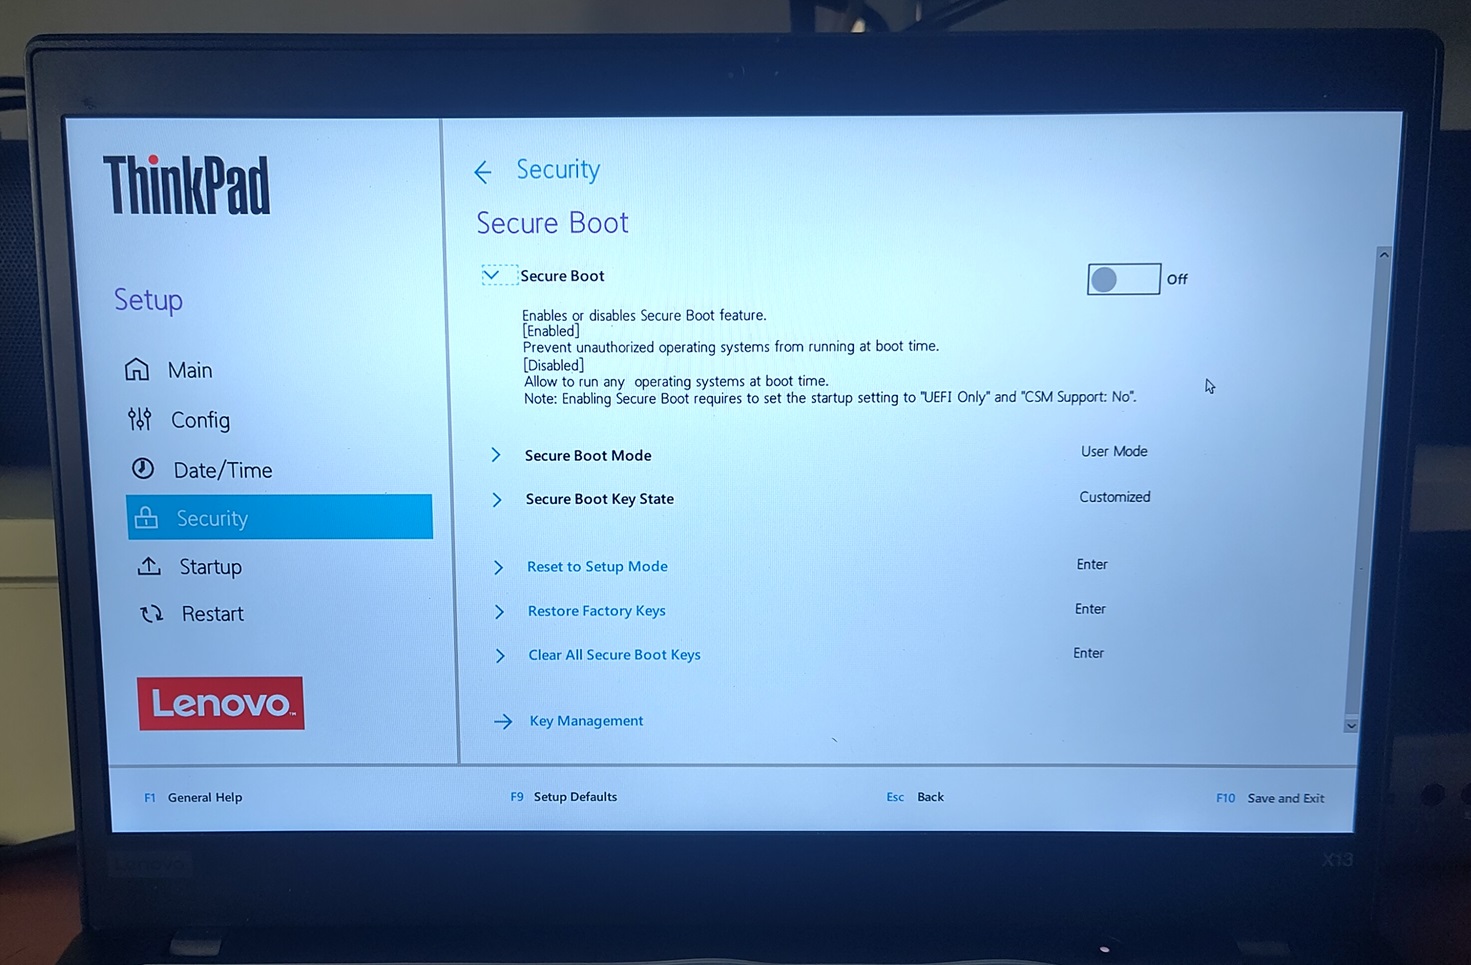 ThinkPad
Setup
Main
Config
Date/Time
Security
Startup
Restart
Lenovo™
Security
Secure Boot
Secure Boot Off
Enables or disables Secure Boot feature.
[Enabled]
Prevent unauthorized operating systems from running at boot time.
[Disabled]
Allow to run any operating systems at boot time.
Note: Enabling Secure Boot requires to set the startup setting to "UEFI Only" and "CSM Support: No".
Secure Boot Mode User Mode
Secure Boot Key State Customized
Reset to Setup Mode Enter
Restore Factory Keys Enter
Clear All Secure Boot Keys Enter
Key Management
F1 General Help F9 Setup Defaults Esc Back F10 Save and Exit
Lenovo X13